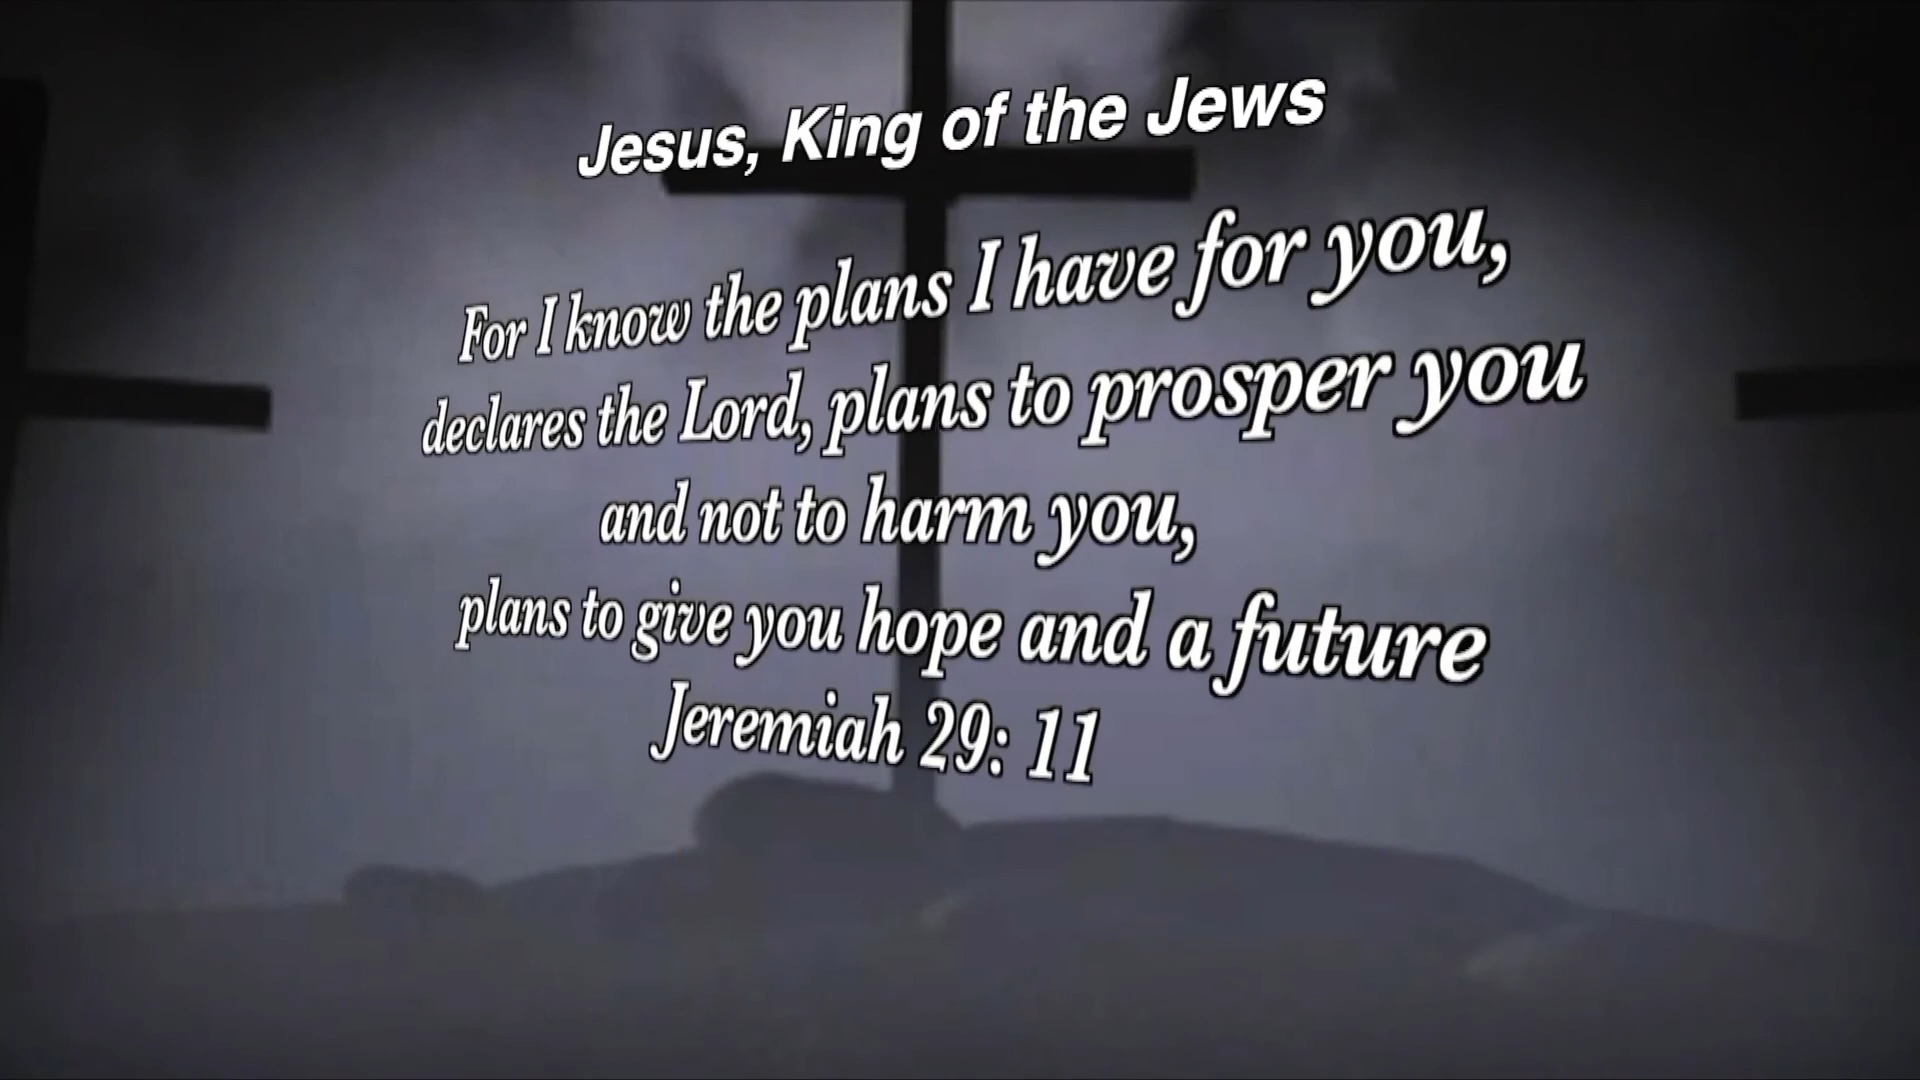 Jesus, King of the Jews
For I know the plans I have for you,
declares the Lord, plans to prosper you
and not to harm you,
plans to give you hope and a future
Jeremiah 29: 11